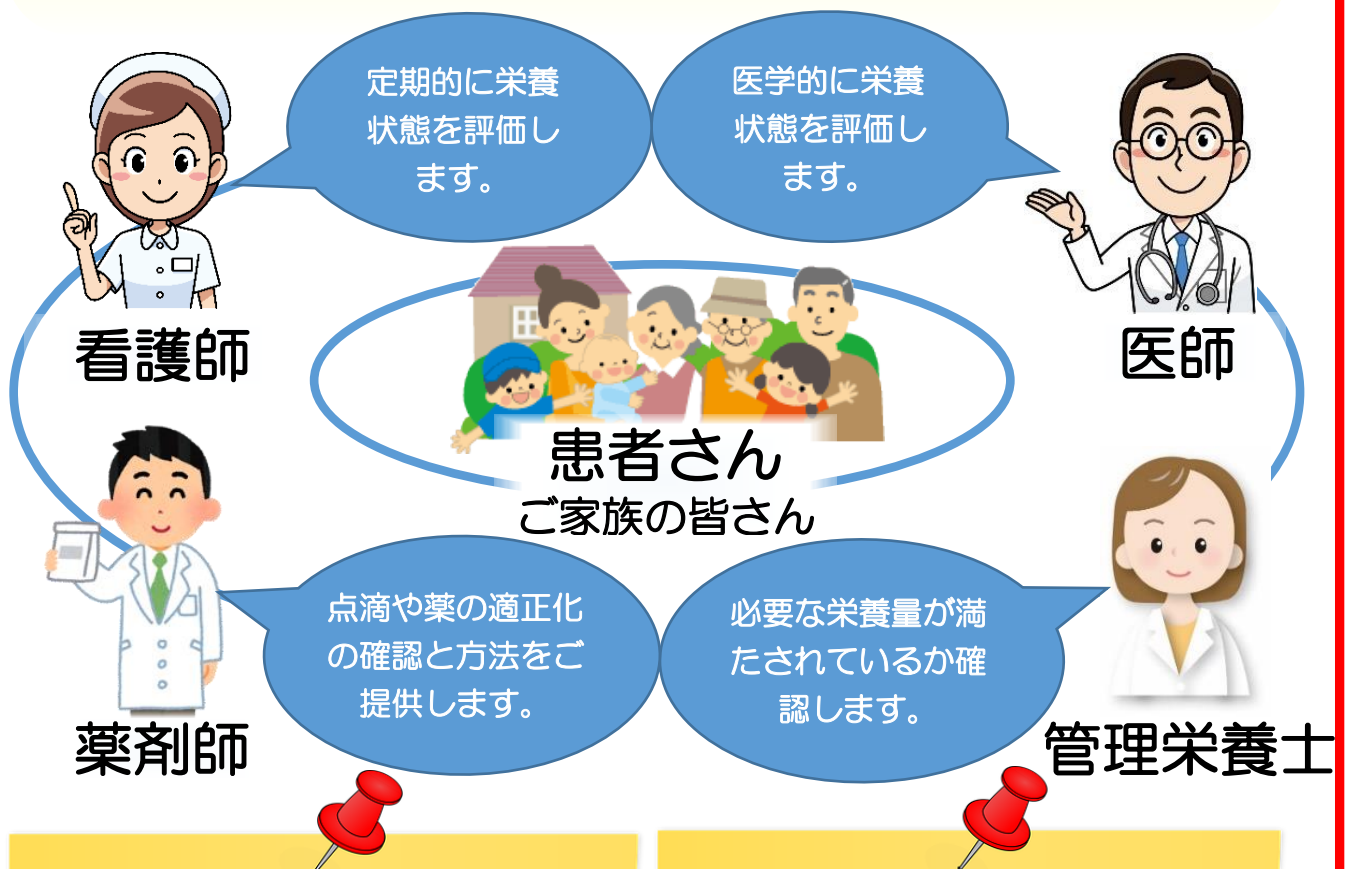 定期的に栄養
状態を評価し
ます。
医学的に栄養
状態を評価し
ます。
看護師
医師
患者さん
ご家族の皆さん
点滴や薬の適正化
の確認と方法をご
提供します。
必要な栄養量が満
たされているか確
認します。
薬剤師
管理栄養士